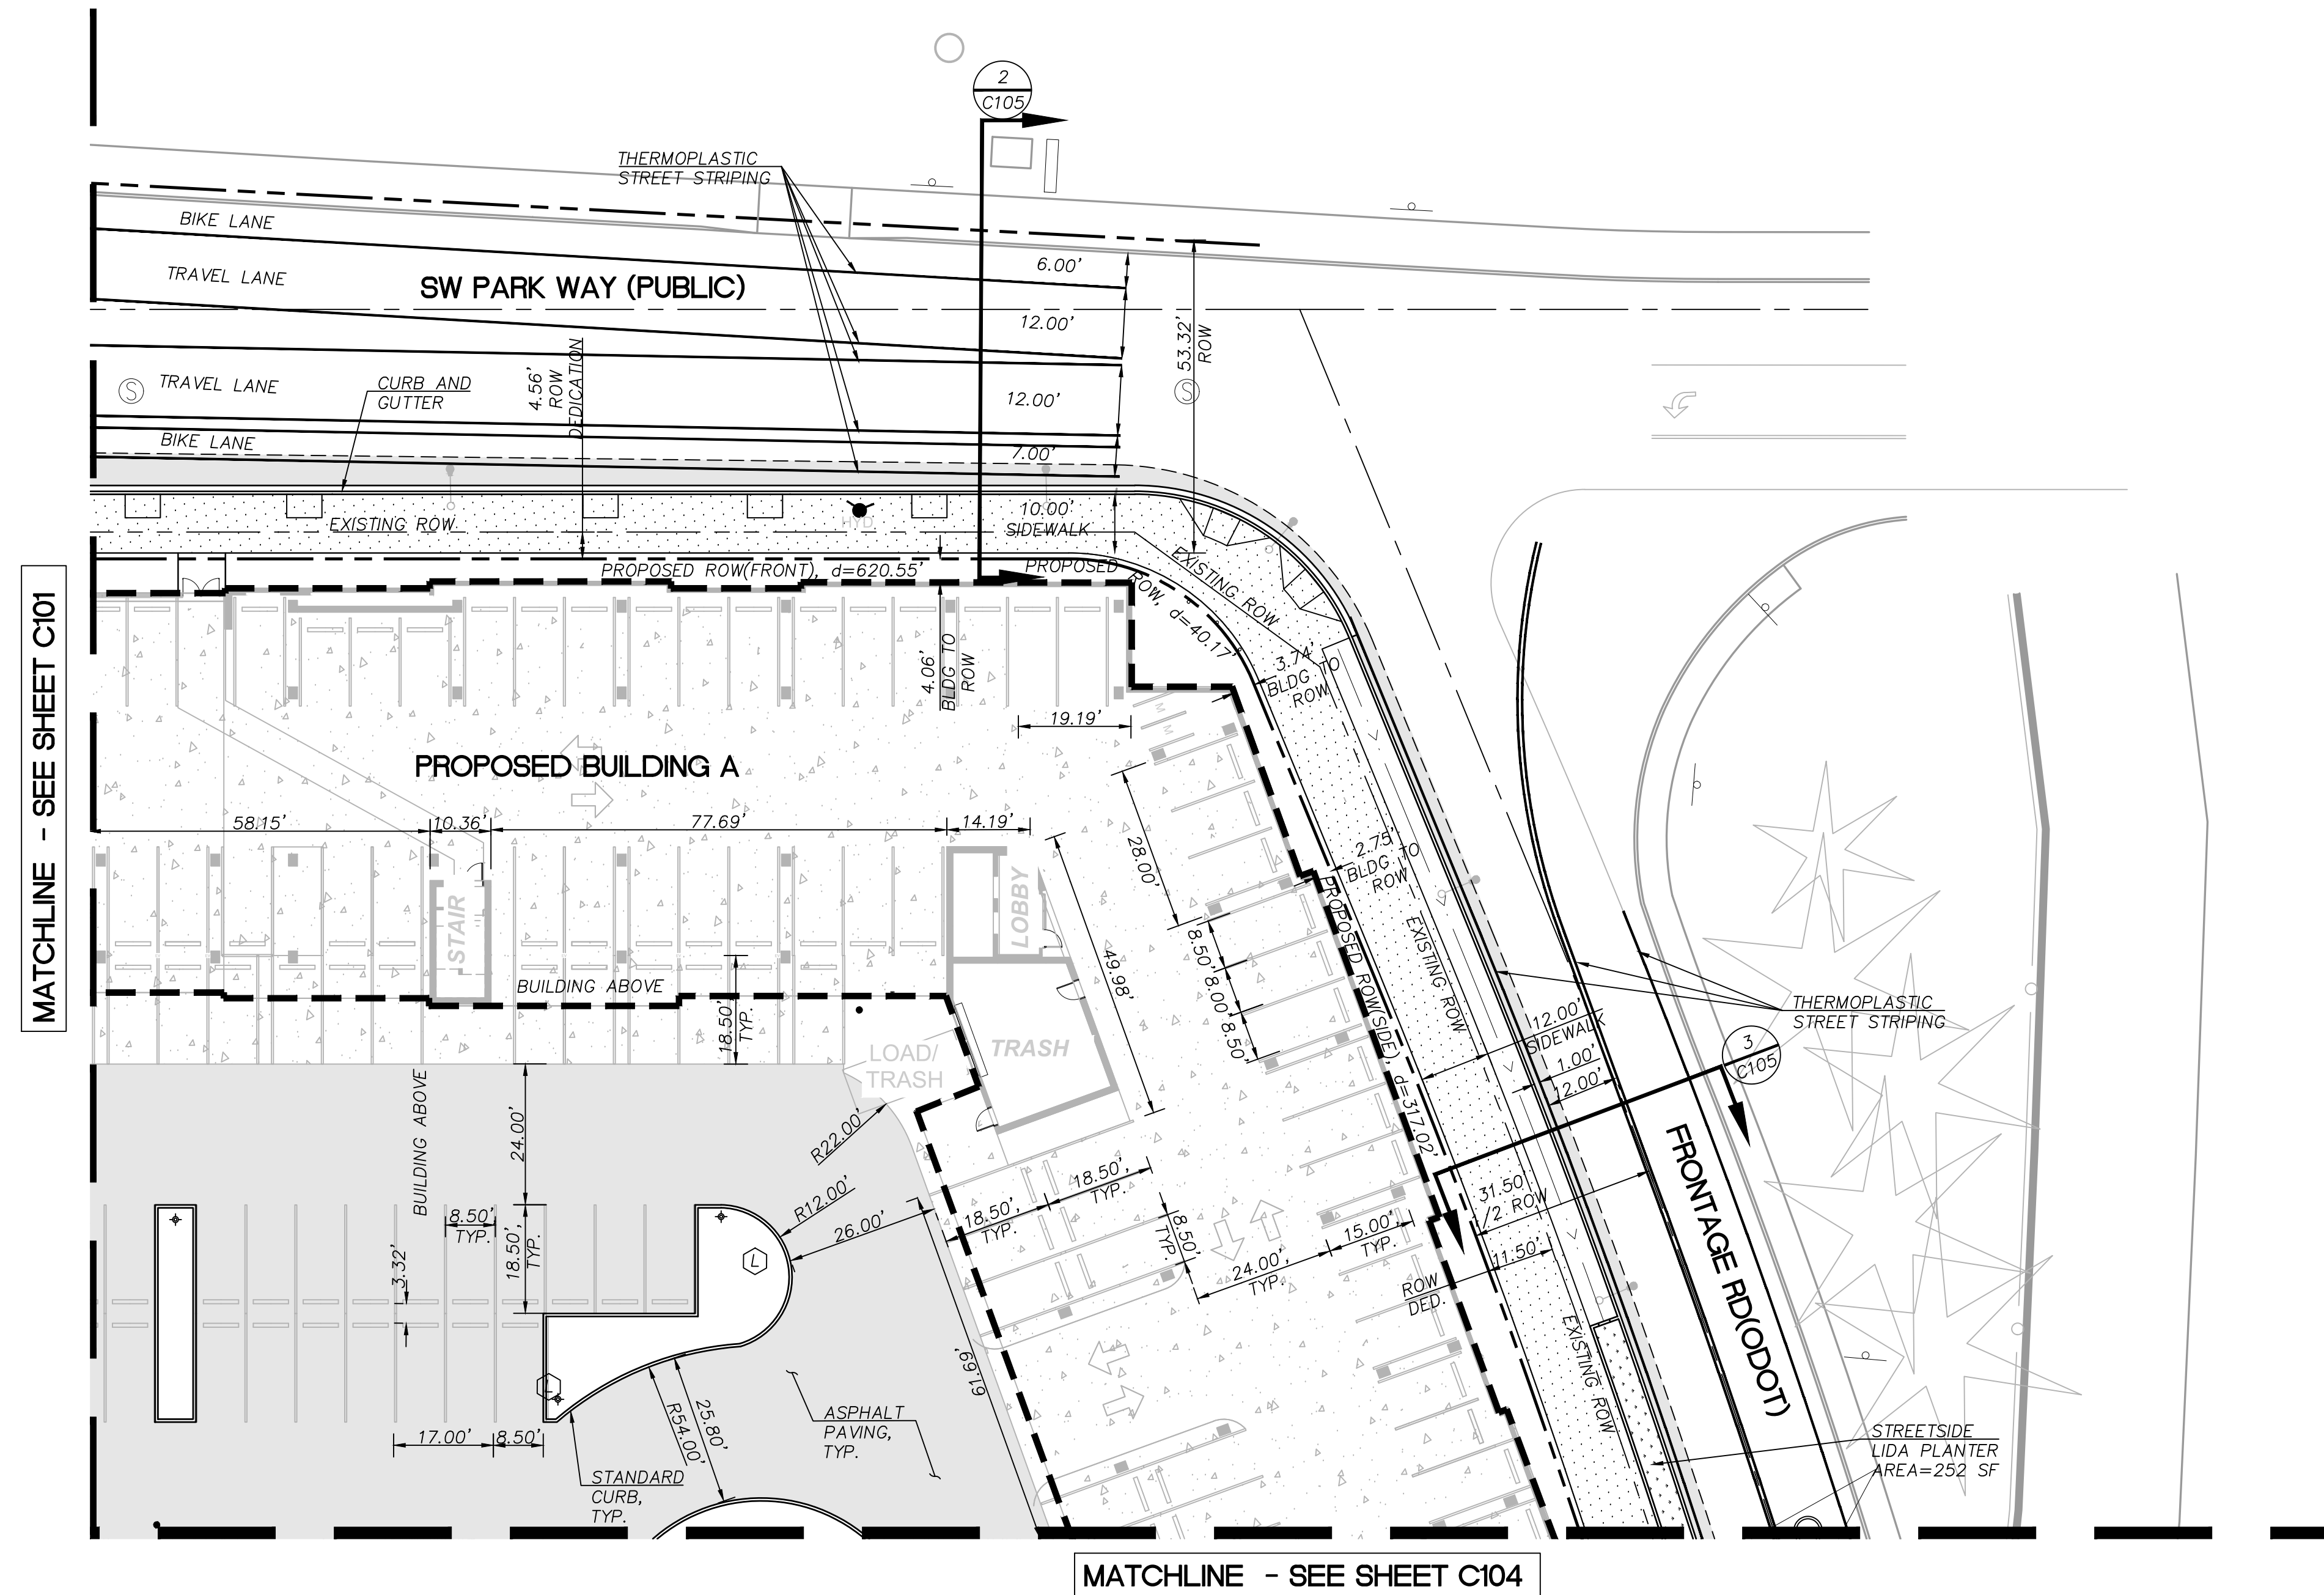 2
C105
THERMOPLASTIC
STREET STRIPING
BIKE LANE
TRAVEL LANE
SW PARK WAY (PUBLIC)
6.00'
12.00'
53.32'
ROW
S
TRAVEL LANE
CURB AND
GUTTER
4.56'
ROW
DEDICATION
12.00'
S
BIKE LANE
7.00'
EXISTING ROW
HYD
10.00'
SIDEWALK
PROPOSED ROW(FRONT), d=620.55'
PROPOSED
ROW, d=40.17'
EXISTING ROW
MATCHLINE - SEE SHEET C101
4.06'
BLDG TO
ROW
3.74'
BLDG TO
ROW
M M
19.19'
PROPOSED BUILDING A
58.15'
10.36'
77.69'
14.19'
28.00'
2.75'
BLDG TO
ROW
STAIR
LOBBY
49.98'
8.50'
8.00'
8.50'
PROPOSED ROW(SIDE), d=317.02'
EXISTING ROW
BUILDING ABOVE
18.50'
TYP.
THERMOPLASTIC
STREET STRIPING
12.00'
SIDEWALK
1.00'
12.00'
3
C105
LOAD/
TRASH
TRASH
BUILDING ABOVE
24.00'
R22.00'
R12.00'
26.00'
18.50',
TYP.
18.50',
TYP.
8.50'
TYP.
24.00',
TYP.
15.00',
TYP.
31.50'
/2 ROW
11.50'
ROW
DED.
FRONTAGE RD(ODOT)
8.50'
TYP.
18.50',
TYP.
3.32'
L
L
61.69'
EXISTING ROW
17.00'
8.50'
R54.00'
25.80'
ASPHALT
PAVING,
TYP.
STANDARD
CURB,
TYP.
STREETSIDE
LIDA PLANTER
AREA=252 SF
MATCHLINE - SEE SHEET C104